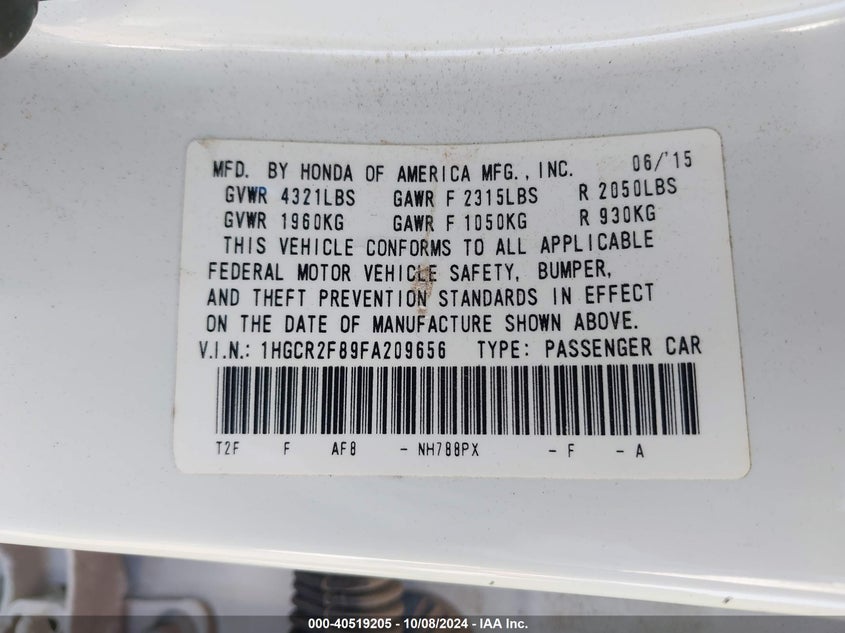 MFD. BY HONDA OF AMERICA MFG., INC. 06/'15
GVWR 4321LBS GAWR F 2315LBS R 2050LBS
GVWR 1960KG GAWR F 1050KG R 930KG
THIS VEHICLE CONFORMS TO ALL APPLICABLE
FEDERAL MOTOR VEHICLE SAFETY, BUMPER,
AND THEFT PREVENTION STANDARDS IN EFFECT
ON THE DATE OF MANUFACTURE SHOWN ABOVE.
V.I.N.: 1HGCR2F89FA209656 TYPE: PASSENGER CAR
T2F F AF8 - NH788PX - F - A
000-40519205 - 10/08/2024 - IAA Inc.